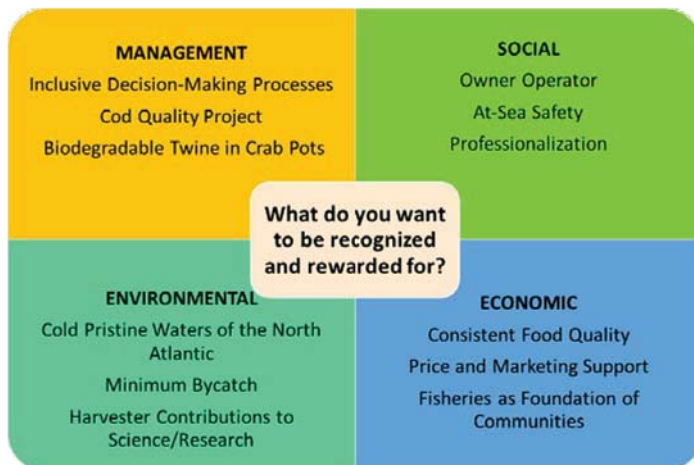 MANAGEMENT
Inclusive Decision-Making Processes
Cod Quality Project
Biodegradable Twine in Crab Pots
SOCIAL
Owner Operator
At-Sea Safety
Professionalization
What do you want
to be recognized
and rewarded for?
ENVIRONMENTAL
Cold Pristine Waters of the North
Atlantic
Minimum Bycatch
Harvester Contributions to
Science/Research
ECONOMIC
Consistent Food Quality
Price and Marketing Support
Fisheries as Foundation of
Communities